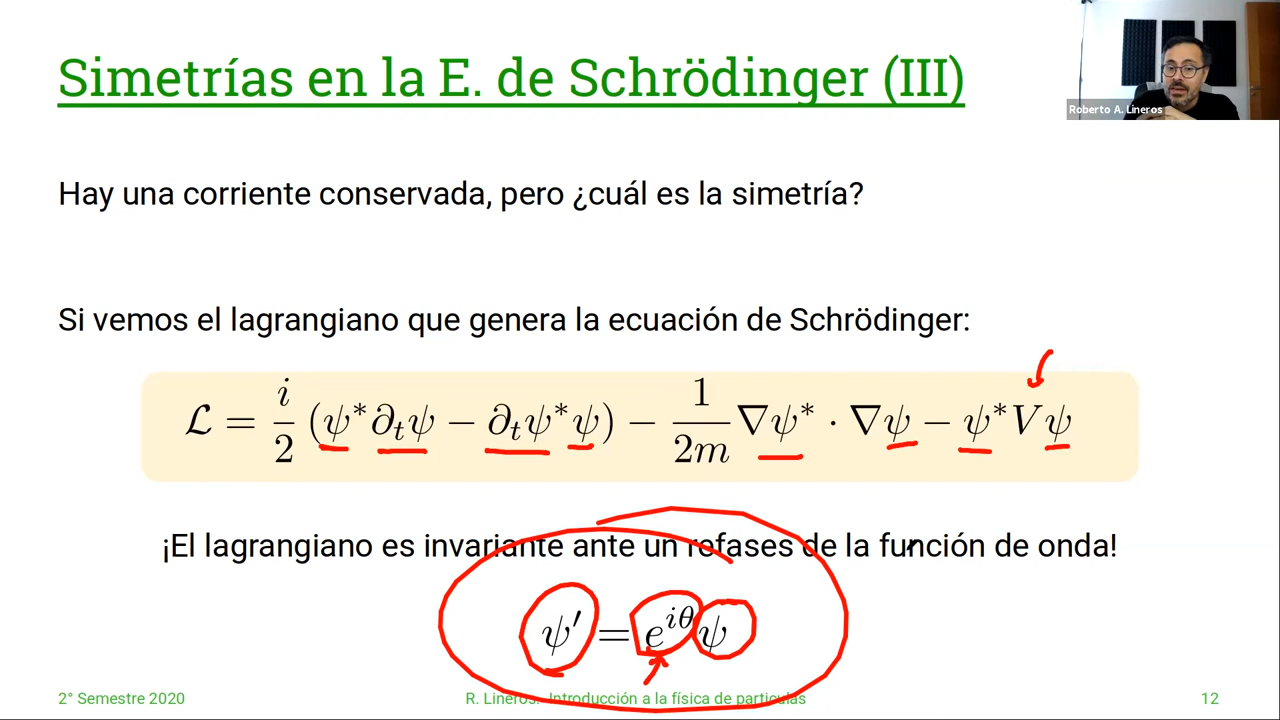 Simetrías en la E. de Schrödinger (III)
Roberto A. Lineros
Hay una corriente conservada, pero ¿cuál es la simetría?
Si vemos el lagrangiano que genera la ecuación de Schrödinger:
ℒ = i/2 (ψ*∂ₜψ − ∂ₜψ*ψ) − 1/2m ∇ψ* · ∇ψ − ψ*Vψ
¡El lagrangiano es invariante ante un refases de la función de onda!
ψ′ = e^{iθ}ψ
2° Semestre 2020
R. Lineros. Introducción a la física de particulas
12